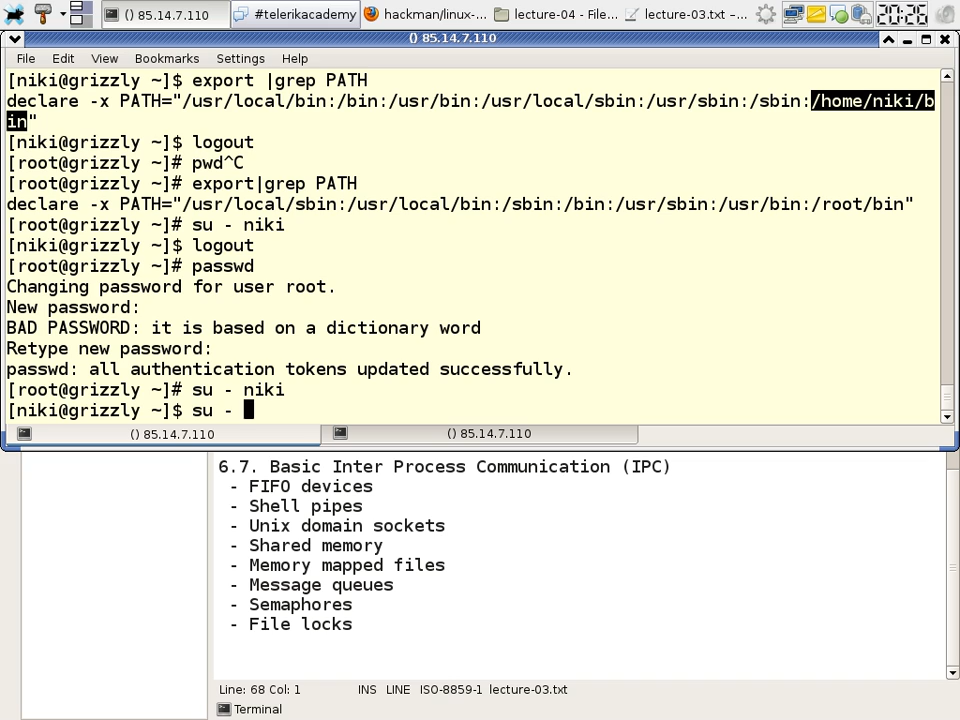 () 85.14.7.110
#telerikacademy
hackman/linux-...
lecture-04 - File...
lecture-03.txt –...
20:26
() 85.14.7.110
File Edit View Bookmarks Settings Help
[niki@grizzly ~]$ export |grep PATH
declare -x PATH="/usr/local/bin:/bin:/usr/bin:/usr/local/sbin:/usr/sbin:/sbin:/home/niki/b
in"
[niki@grizzly ~]$ logout
[root@grizzly ~]# pwd^C
[root@grizzly ~]# export|grep PATH
declare -x PATH="/usr/local/sbin:/usr/local/bin:/sbin:/bin:/usr/sbin:/usr/bin:/root/bin"
[root@grizzly ~]# su - niki
[niki@grizzly ~]$ logout
[root@grizzly ~]# passwd
Changing password for user root.
New password:
BAD PASSWORD: it is based on a dictionary word
Retype new password:
passwd: all authentication tokens updated successfully.
[root@grizzly ~]# su - niki
[niki@grizzly ~]$ su -
() 85.14.7.110
() 85.14.7.110
6.7. Basic Inter Process Communication (IPC)
- FIFO devices
- Shell pipes
- Unix domain sockets
- Shared memory
- Memory mapped files
- Message queues
- Semaphores
- File locks
Line: 68 Col: 1 INS LINE ISO-8859-1 lecture-03.txt
Terminal